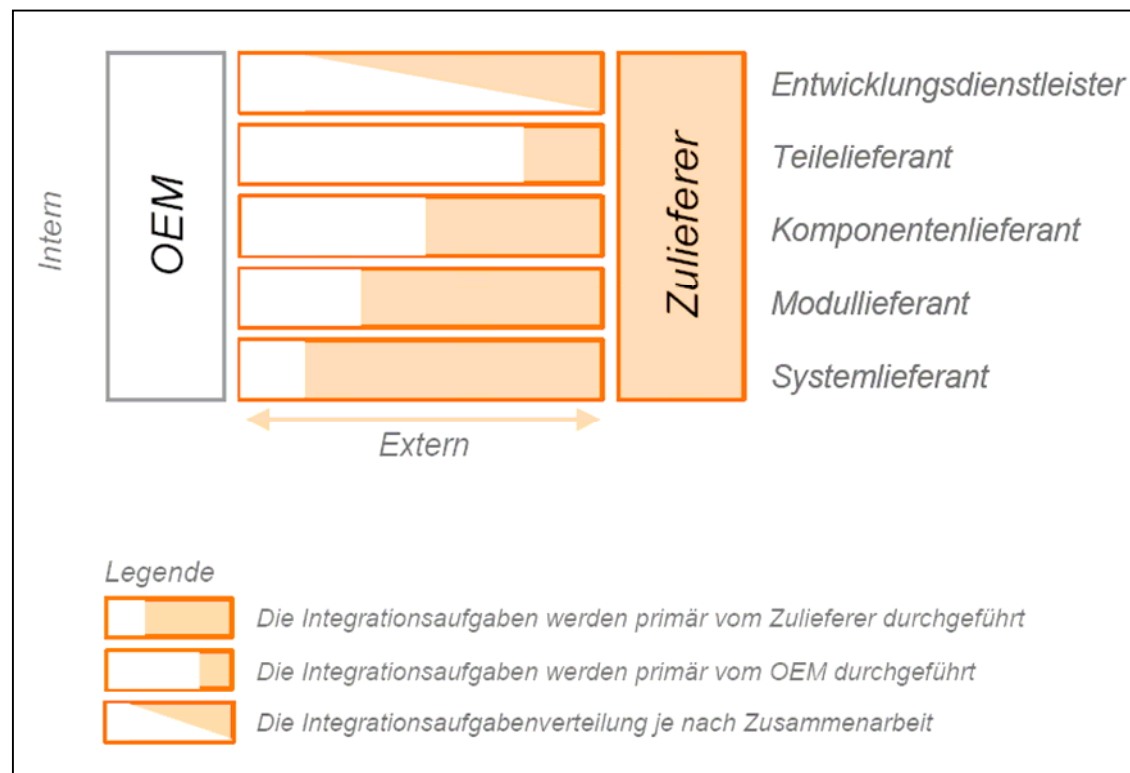 Intern
OEM
Zulieferer
Entwicklungsdienstleister
Teilelieferant
Komponentenlieferant
Modullieferant
Systemlieferant
Extern
Legende
Die Integrationsaufgaben werden primär vom Zulieferer durchgeführt
Die Integrationsaufgaben werden primär vom OEM durchgeführt
Die Integrationsaufgabenverteilung je nach Zusammenarbeit